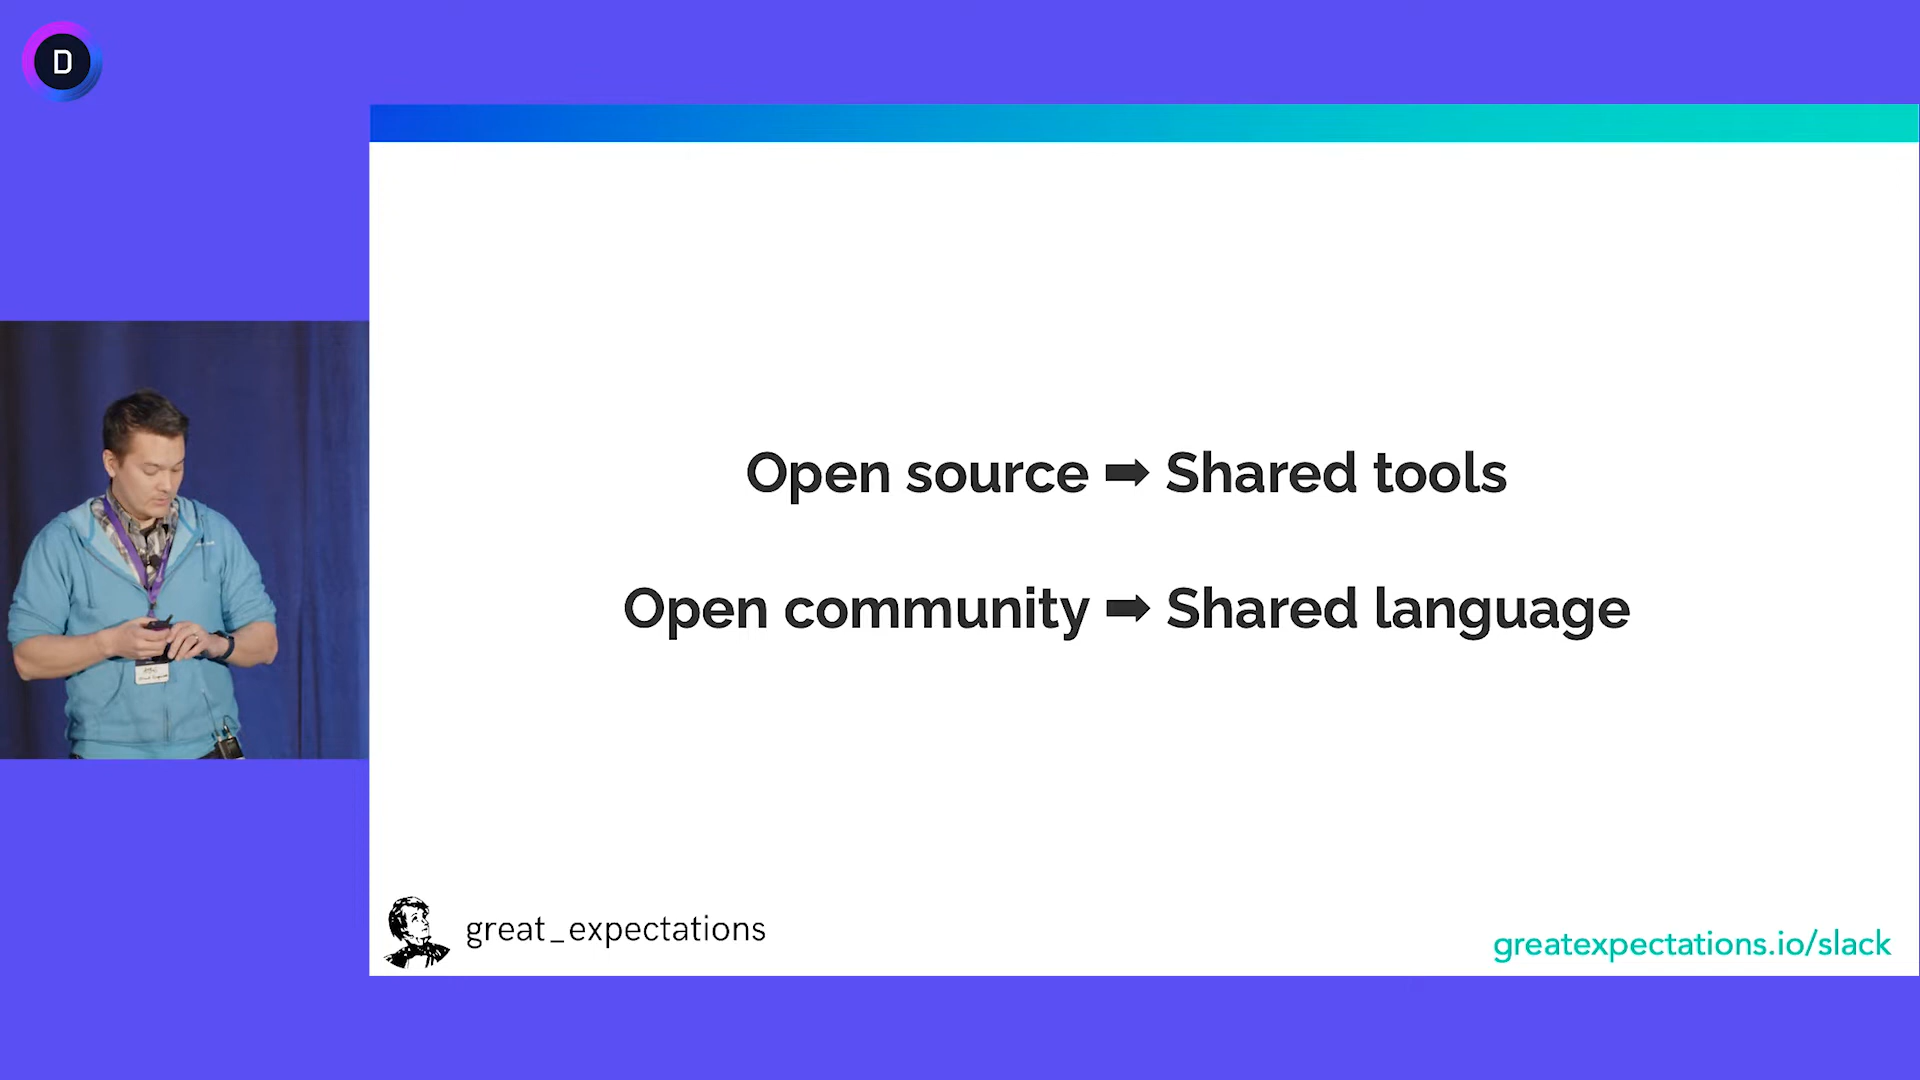 D
Open source ➡ Shared tools
Open community ➡ Shared language
great_expectations
greatexpectations.io/slack